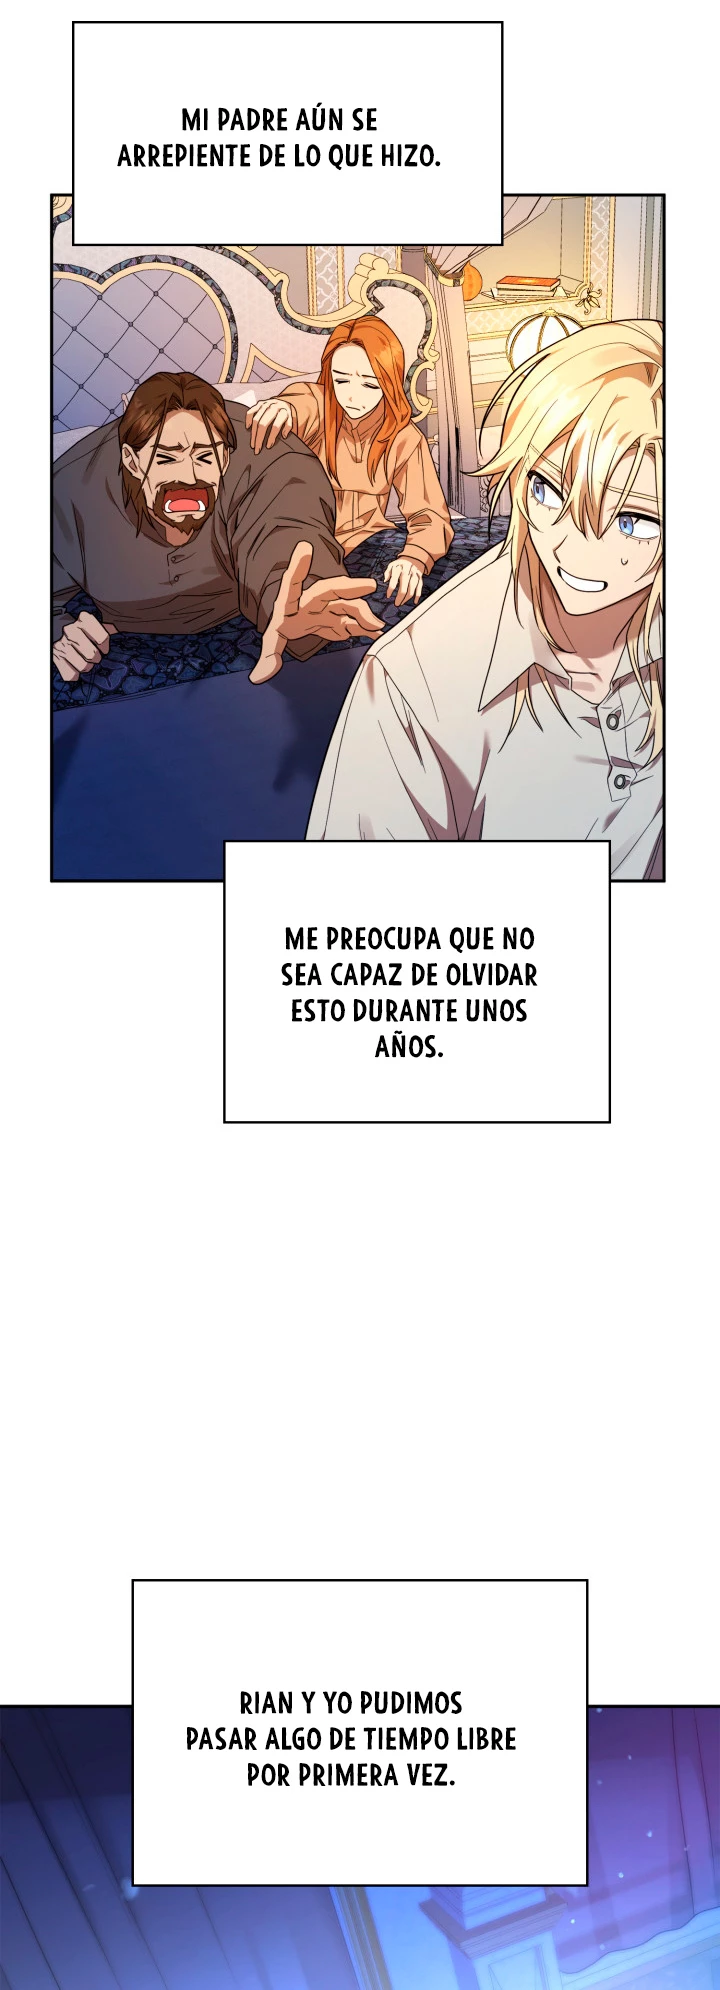 MI PADRE AÚN SE
ARREPIENTE DE LO QUE HIZO.
ME PREOCUPA QUE NO
SEA CAPAZ DE OLVIDAR
ESTO DURANTE UNOS
AÑOS.
RIAN Y YO PUDIMOS
PASAR ALGO DE TIEMPO LIBRE
POR PRIMERA VEZ.